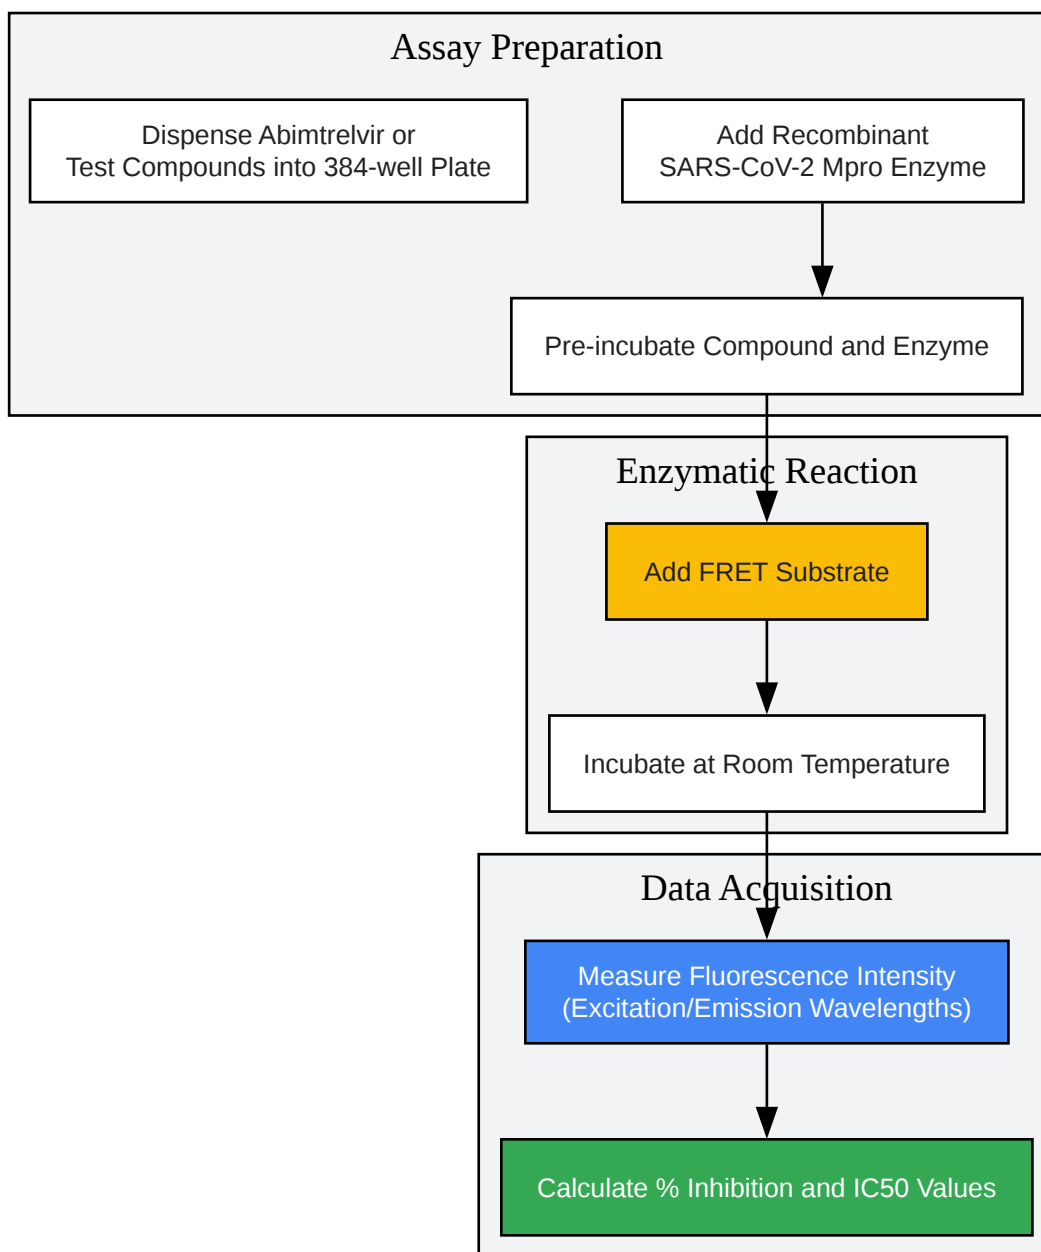 Assay Preparation
Dispense Abimtrelvir or
Test Compounds into 384-well Plate
Add Recombinant
SARS-CoV-2 Mpro Enzyme
Pre-incubate Compound and Enzyme
Enzymatic Reaction
Add FRET Substrate
Incubate at Room Temperature
Data Acquisition
Measure Fluorescence Intensity
(Excitation/Emission Wavelengths)
Calculate % Inhibition and IC50 Values